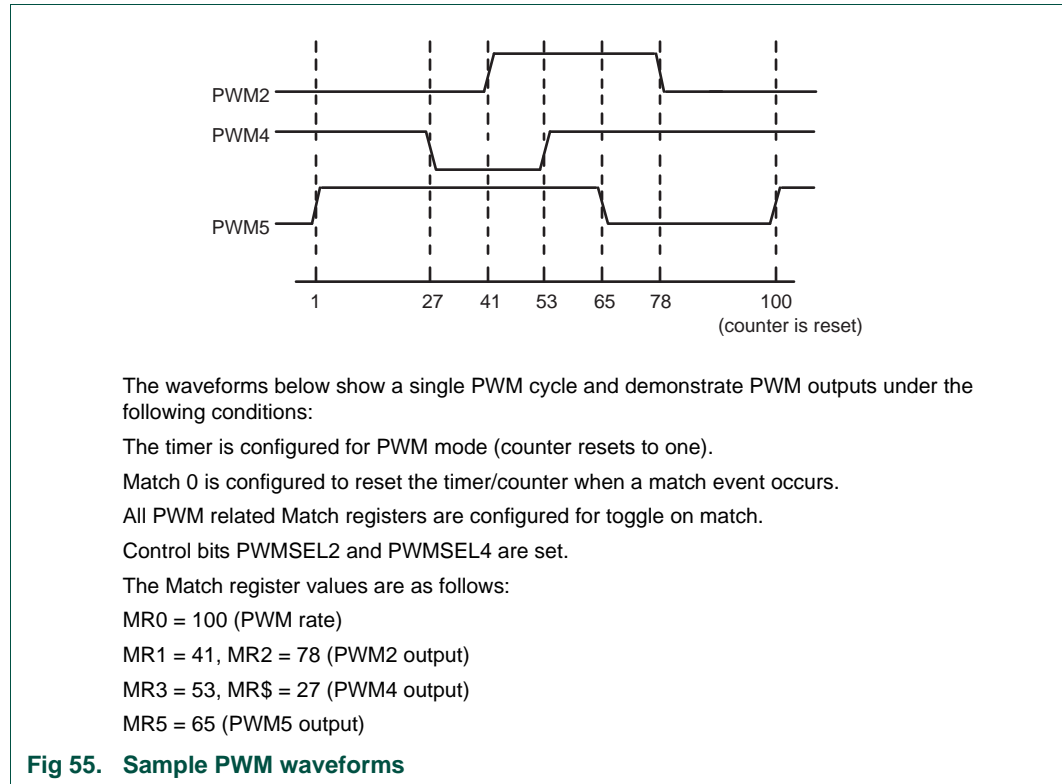 PWM2
PWM4
PWM5
1 27 41 53 65 78 100
(counter is reset)
The waveforms below show a single PWM cycle and demonstrate PWM outputs under the
following conditions:
The timer is configured for PWM mode (counter resets to one).
Match 0 is configured to reset the timer/counter when a match event occurs.
All PWM related Match registers are configured for toggle on match.
Control bits PWMSEL2 and PWMSEL4 are set.
The Match register values are as follows:
MR0 = 100 (PWM rate)
MR1 = 41, MR2 = 78 (PWM2 output)
MR3 = 53, MR$ = 27 (PWM4 output)
MR5 = 65 (PWM5 output)
Fig 55. Sample PWM waveforms